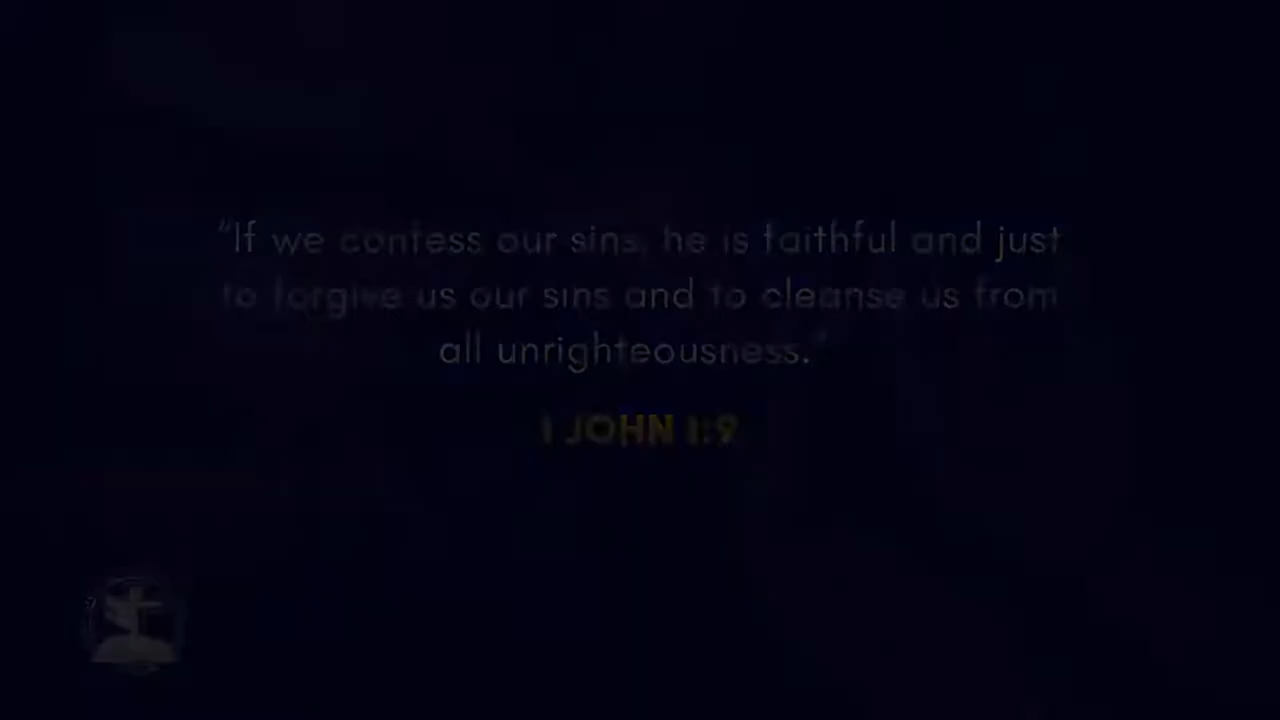 “If we confess our sins, he is faithful and just
to forgive us our sins and to cleanse us from
all unrighteousness.”
1 JOHN 1:9